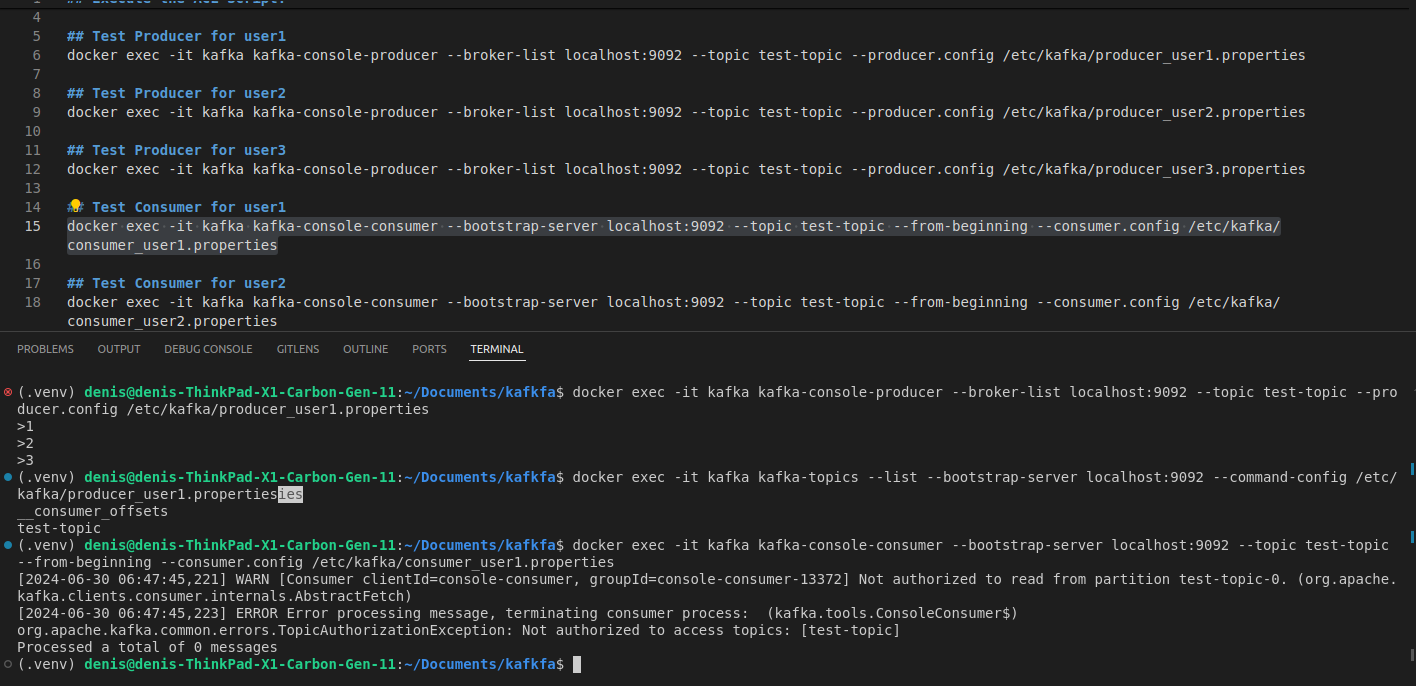 4
5 ## Test Producer for user1
6 docker exec -it kafka kafka-console-producer --broker-list localhost:9092 --topic test-topic --producer.config /etc/kafka/producer_user1.properties
7
8 ## Test Producer for user2
9 docker exec -it kafka kafka-console-producer --broker-list localhost:9092 --topic test-topic --producer.config /etc/kafka/producer_user2.properties
10
11 ## Test Producer for user3
12 docker exec -it kafka kafka-console-producer --broker-list localhost:9092 --topic test-topic --producer.config /etc/kafka/producer_user3.properties
13
14 ## Test Consumer for user1
15 docker exec -it kafka kafka-console-consumer --bootstrap-server localhost:9092 --topic test-topic --from-beginning --consumer.config /etc/kafka/
consumer_user1.properties
16
17 ## Test Consumer for user2
18 docker exec -it kafka kafka-console-consumer --bootstrap-server localhost:9092 --topic test-topic --from-beginning --consumer.config /etc/kafka/
consumer_user2.properties
PROBLEMS OUTPUT DEBUG CONSOLE GITLENS OUTLINE PORTS TERMINAL
(.venv) denis@denis-ThinkPad-X1-Carbon-Gen-11:~/Documents/kafkfa$ docker exec -it kafka kafka-console-producer --broker-list localhost:9092 --topic test-topic --pro
ducer.config /etc/kafka/producer_user1.properties
>1
>2
>3
(.venv) denis@denis-ThinkPad-X1-Carbon-Gen-11:~/Documents/kafkfa$ docker exec -it kafka kafka-topics --list --bootstrap-server localhost:9092 --command-config /etc/
kafka/producer_user1.propertiesies
__consumer_offsets
test-topic
(.venv) denis@denis-ThinkPad-X1-Carbon-Gen-11:~/Documents/kafkfa$ docker exec -it kafka kafka-console-consumer --bootstrap-server localhost:9092 --topic test-topic
--from-beginning --consumer.config /etc/kafka/consumer_user1.properties
[2024-06-30 06:47:45,221] WARN [Consumer clientId=console-consumer, groupId=console-consumer-13372] Not authorized to read from partition test-topic-0. (org.apache.
kafka.clients.consumer.internals.AbstractFetch)
[2024-06-30 06:47:45,223] ERROR Error processing message, terminating consumer process:  (kafka.tools.ConsoleConsumer$)
org.apache.kafka.common.errors.TopicAuthorizationException: Not authorized to access topics: [test-topic]
Processed a total of 0 messages
(.venv) denis@denis-ThinkPad-X1-Carbon-Gen-11:~/Documents/kafkfa$